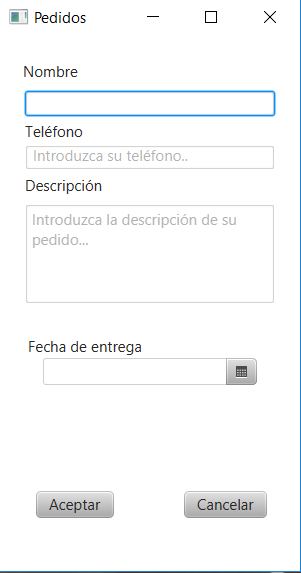 Pedidos
Nombre
Teléfono
Introduzca su teléfono..
Descripción
Introduzca la descripción de su
pedido...
Fecha de entrega
Aceptar
Cancelar